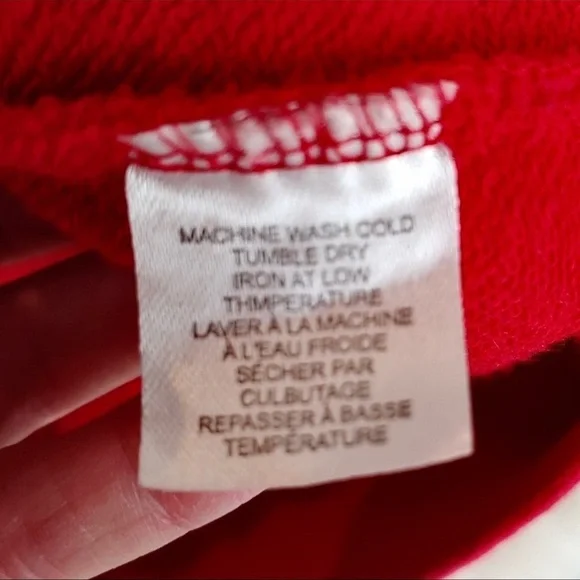 MACHINE WASH COLD
TUMBLE DRY
IRON AT LOW
THMPERATURE
LAVER À LA MACHINE
À L'EAU FROIDE
SÉCHER PAR
CULBUTAGE
REPASSER À BASSE
TEMPÉRATURE